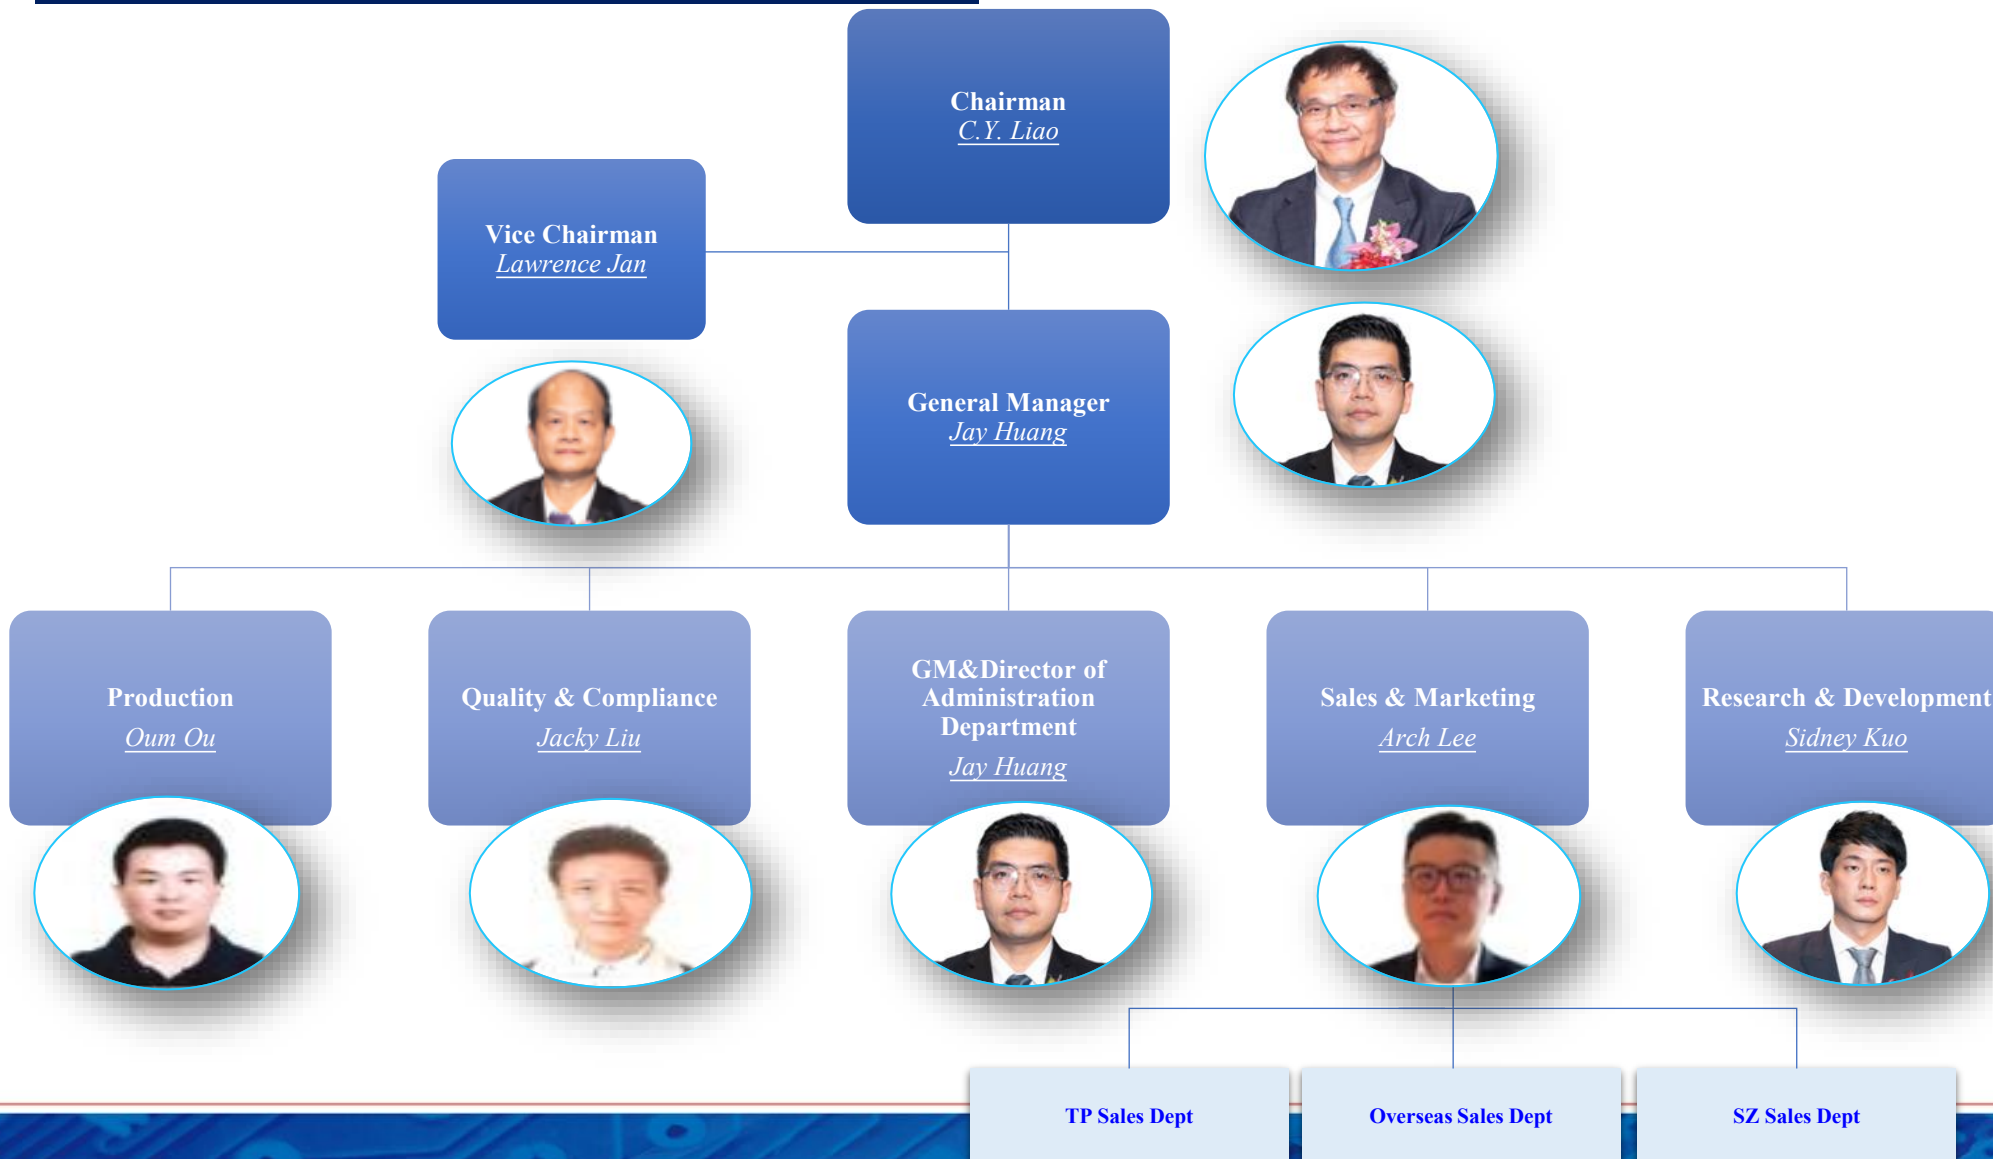 Chairman
C.Y. Liao
Vice Chairman
Lawrence Jan
General Manager
Jay Huang
Production
Oum Ou
Quality & Compliance
Jacky Liu
GM&Director of
Administration
Department
Jay Huang
Sales & Marketing
Arch Lee
Research & Development
Sidney Kuo
TP Sales Dept
Overseas Sales Dept
SZ Sales Dept